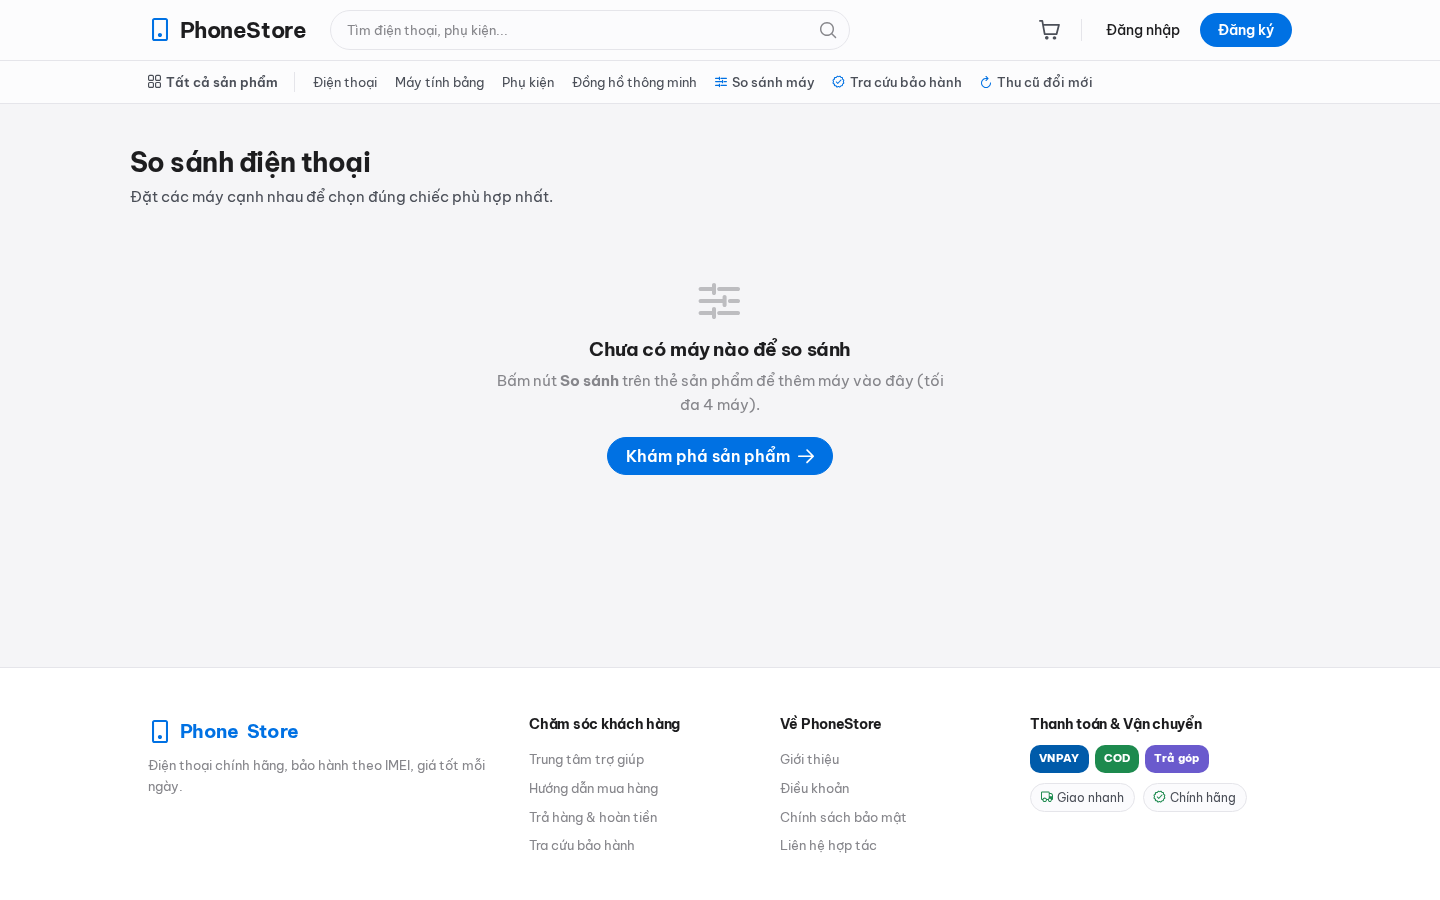 PhoneStore
Tìm điện thoại, phụ kiện...
Đăng nhập
Đăng ký
Tất cả sản phẩm
Điện thoại
Máy tính bảng
Phụ kiện
Đồng hồ thông minh
So sánh máy
Tra cứu bảo hành
Thu cũ đổi mới
So sánh điện thoại
Đặt các máy cạnh nhau để chọn đúng chiếc phù hợp nhất.
Chưa có máy nào để so sánh
Bấm nút So sánh trên thẻ sản phẩm để thêm máy vào đây (tối
đa 4 máy).
Khám phá sản phẩm
Phone Store
Điện thoại chính hãng, bảo hành theo IMEI, giá tốt mỗi
ngày.
Chăm sóc khách hàng
Trung tâm trợ giúp
Hướng dẫn mua hàng
Trả hàng & hoàn tiền
Tra cứu bảo hành
Về PhoneStore
Giới thiệu
Điều khoản
Chính sách bảo mật
Liên hệ hợp tác
Thanh toán & Vận chuyển
VNPAY
COD
Trả góp
Giao nhanh
Chính hãng